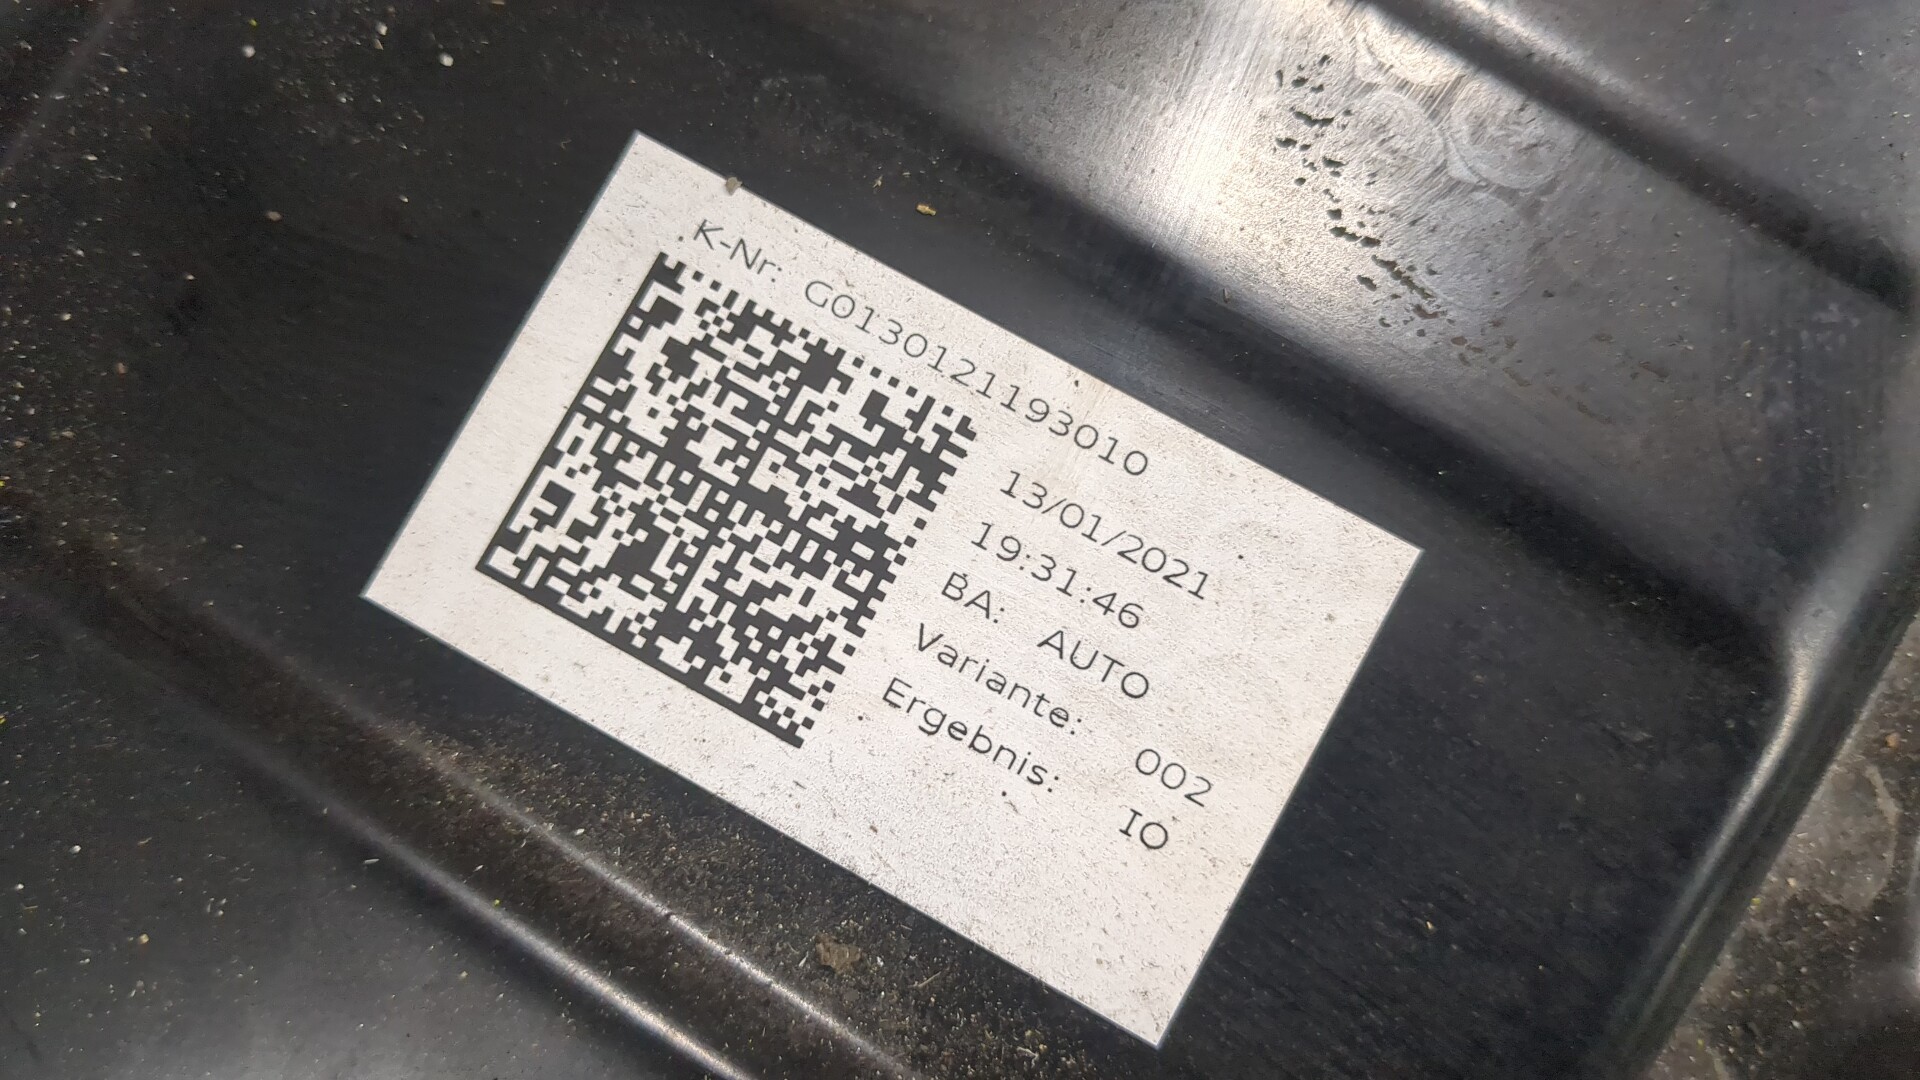 K-Nr: G0130121193010
13/01/2021
19:31:46
BA: AUTO
Variante: 002
Ergebnis: IO